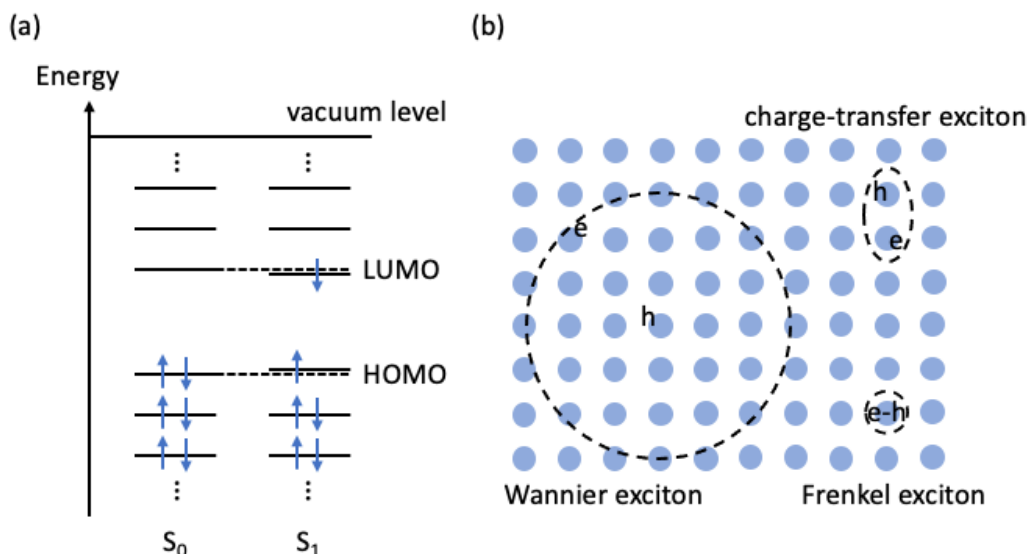 (a)
Energy
vacuum level
⋮ ⋮
LUMO
HOMO
⋮ ⋮
S₀ S₁
(b)
charge-transfer exciton
h
e
e
h
e-h
Wannier exciton Frenkel exciton